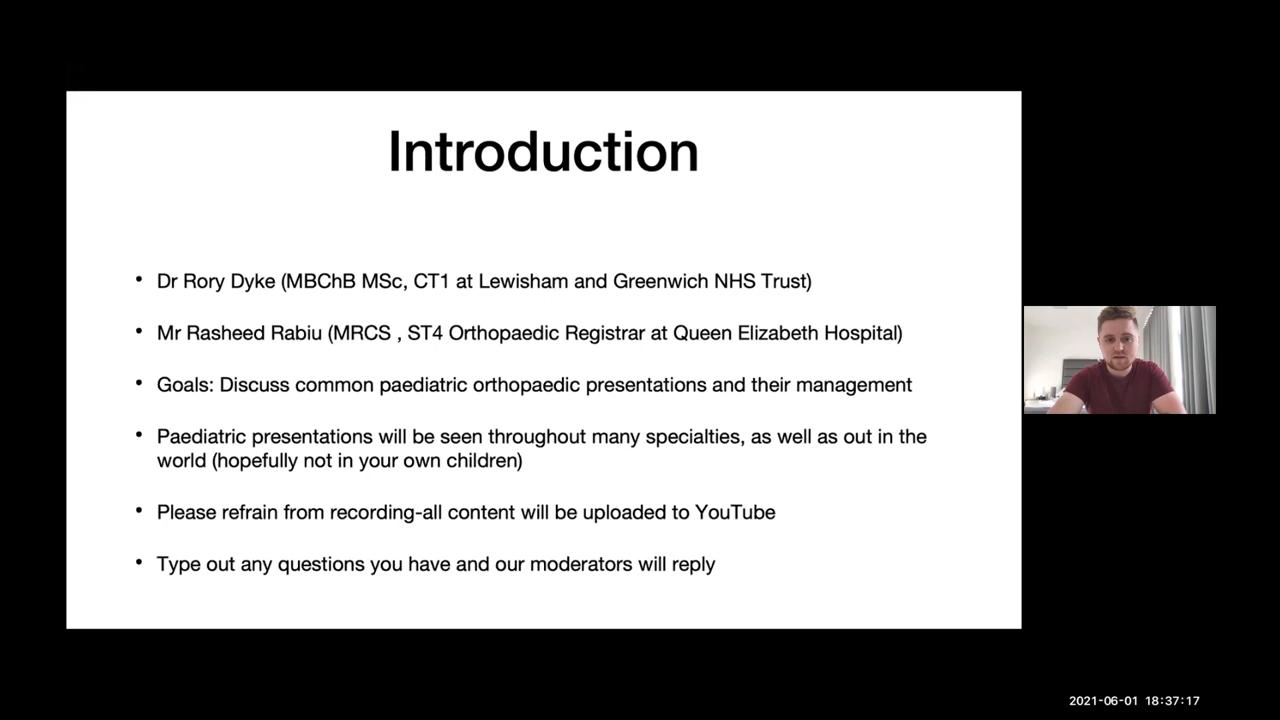 Introduction
• Dr Rory Dyke (MBChB MSc, CT1 at Lewisham and Greenwich NHS Trust)
• Mr Rasheed Rabiu (MRCS , ST4 Orthopaedic Registrar at Queen Elizabeth Hospital)
• Goals: Discuss common paediatric orthopaedic presentations and their management
• Paediatric presentations will be seen throughout many specialties, as well as out in the
world (hopefully not in your own children)
• Please refrain from recording-all content will be uploaded to YouTube
• Type out any questions you have and our moderators will reply
2021-06-01 18:37:17